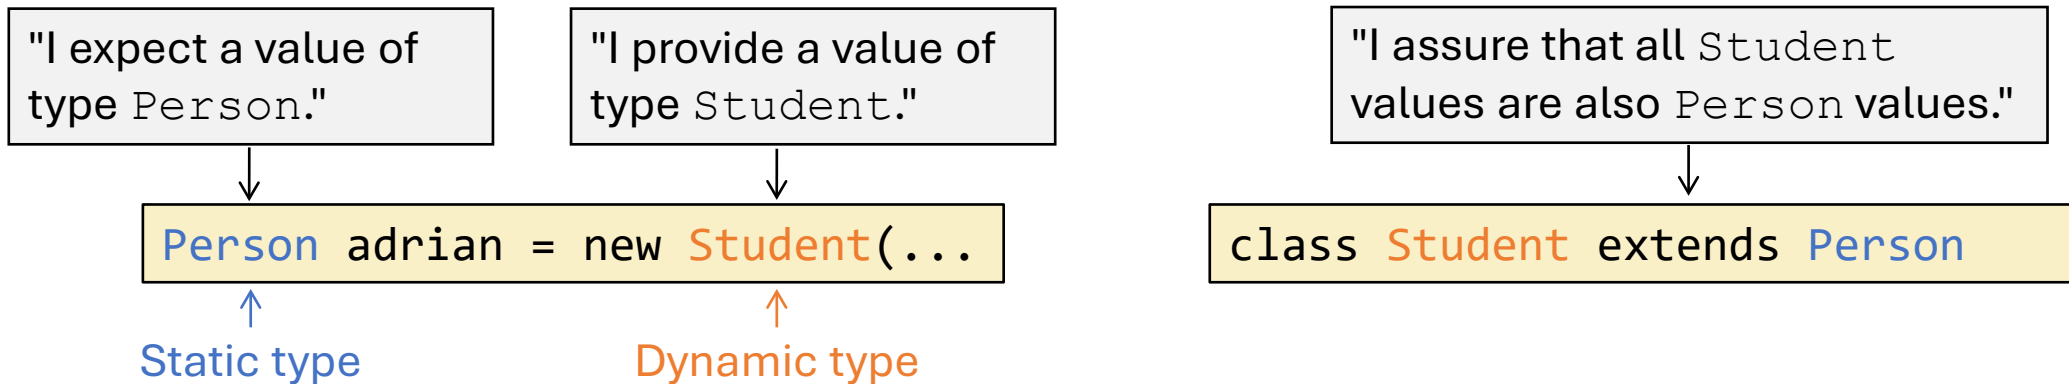 "I expect a value of
type Person."
"I provide a value of
type Student."
"I assure that all Student
values are also Person values."
Person adrian = new Student(...
class Student extends Person
Static type
Dynamic type